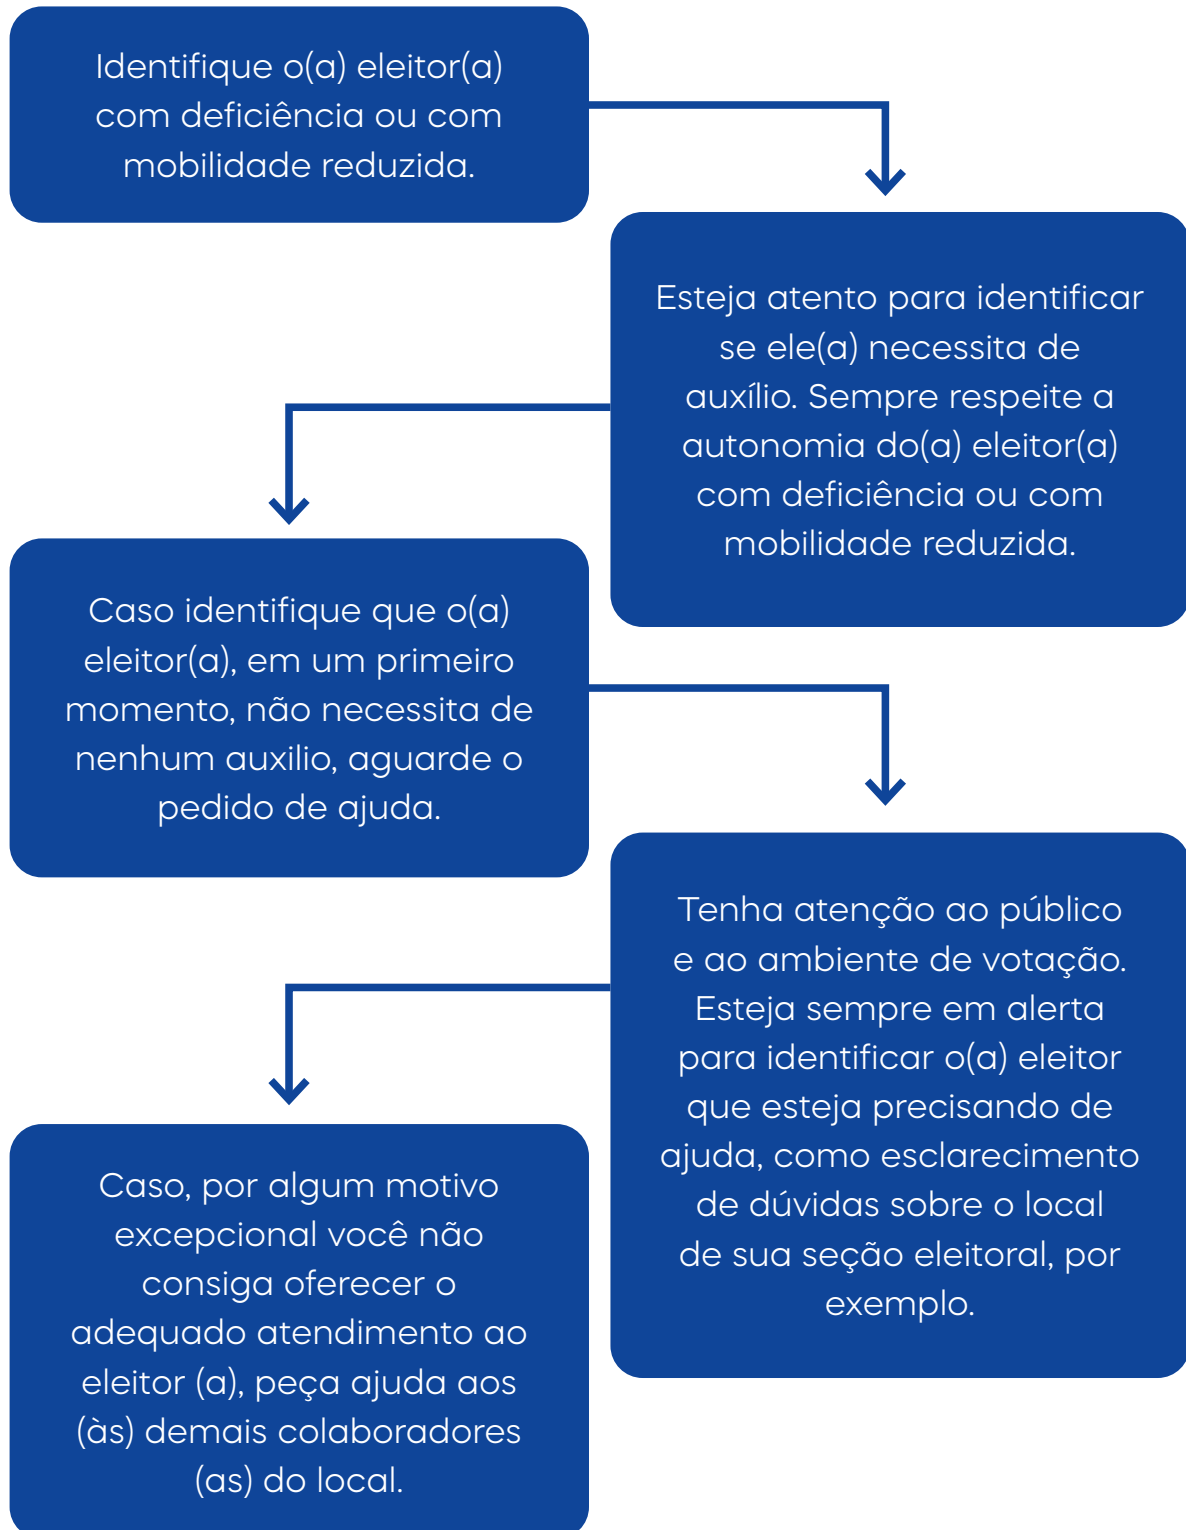 Identifique o(a) eleitor(a)
com deficiência ou com
mobilidade reduzida.
Esteja atento para identificar
se ele(a) necessita de
auxílio. Sempre respeite a
autonomia do(a) eleitor(a)
com deficiência ou com
mobilidade reduzida.
Caso identifique que o(a)
eleitor(a), em um primeiro
momento, não necessita de
nenhum auxilio, aguarde o
pedido de ajuda.
Tenha atenção ao público
e ao ambiente de votação.
Esteja sempre em alerta
para identificar o(a) eleitor
que esteja precisando de
ajuda, como esclarecimento
de dúvidas sobre o local
de sua seção eleitoral, por
exemplo.
Caso, por algum motivo
excepcional você não
consiga oferecer o
adequado atendimento ao
eleitor (a), peça ajuda aos
(às) demais colaboradores
(as) do local.